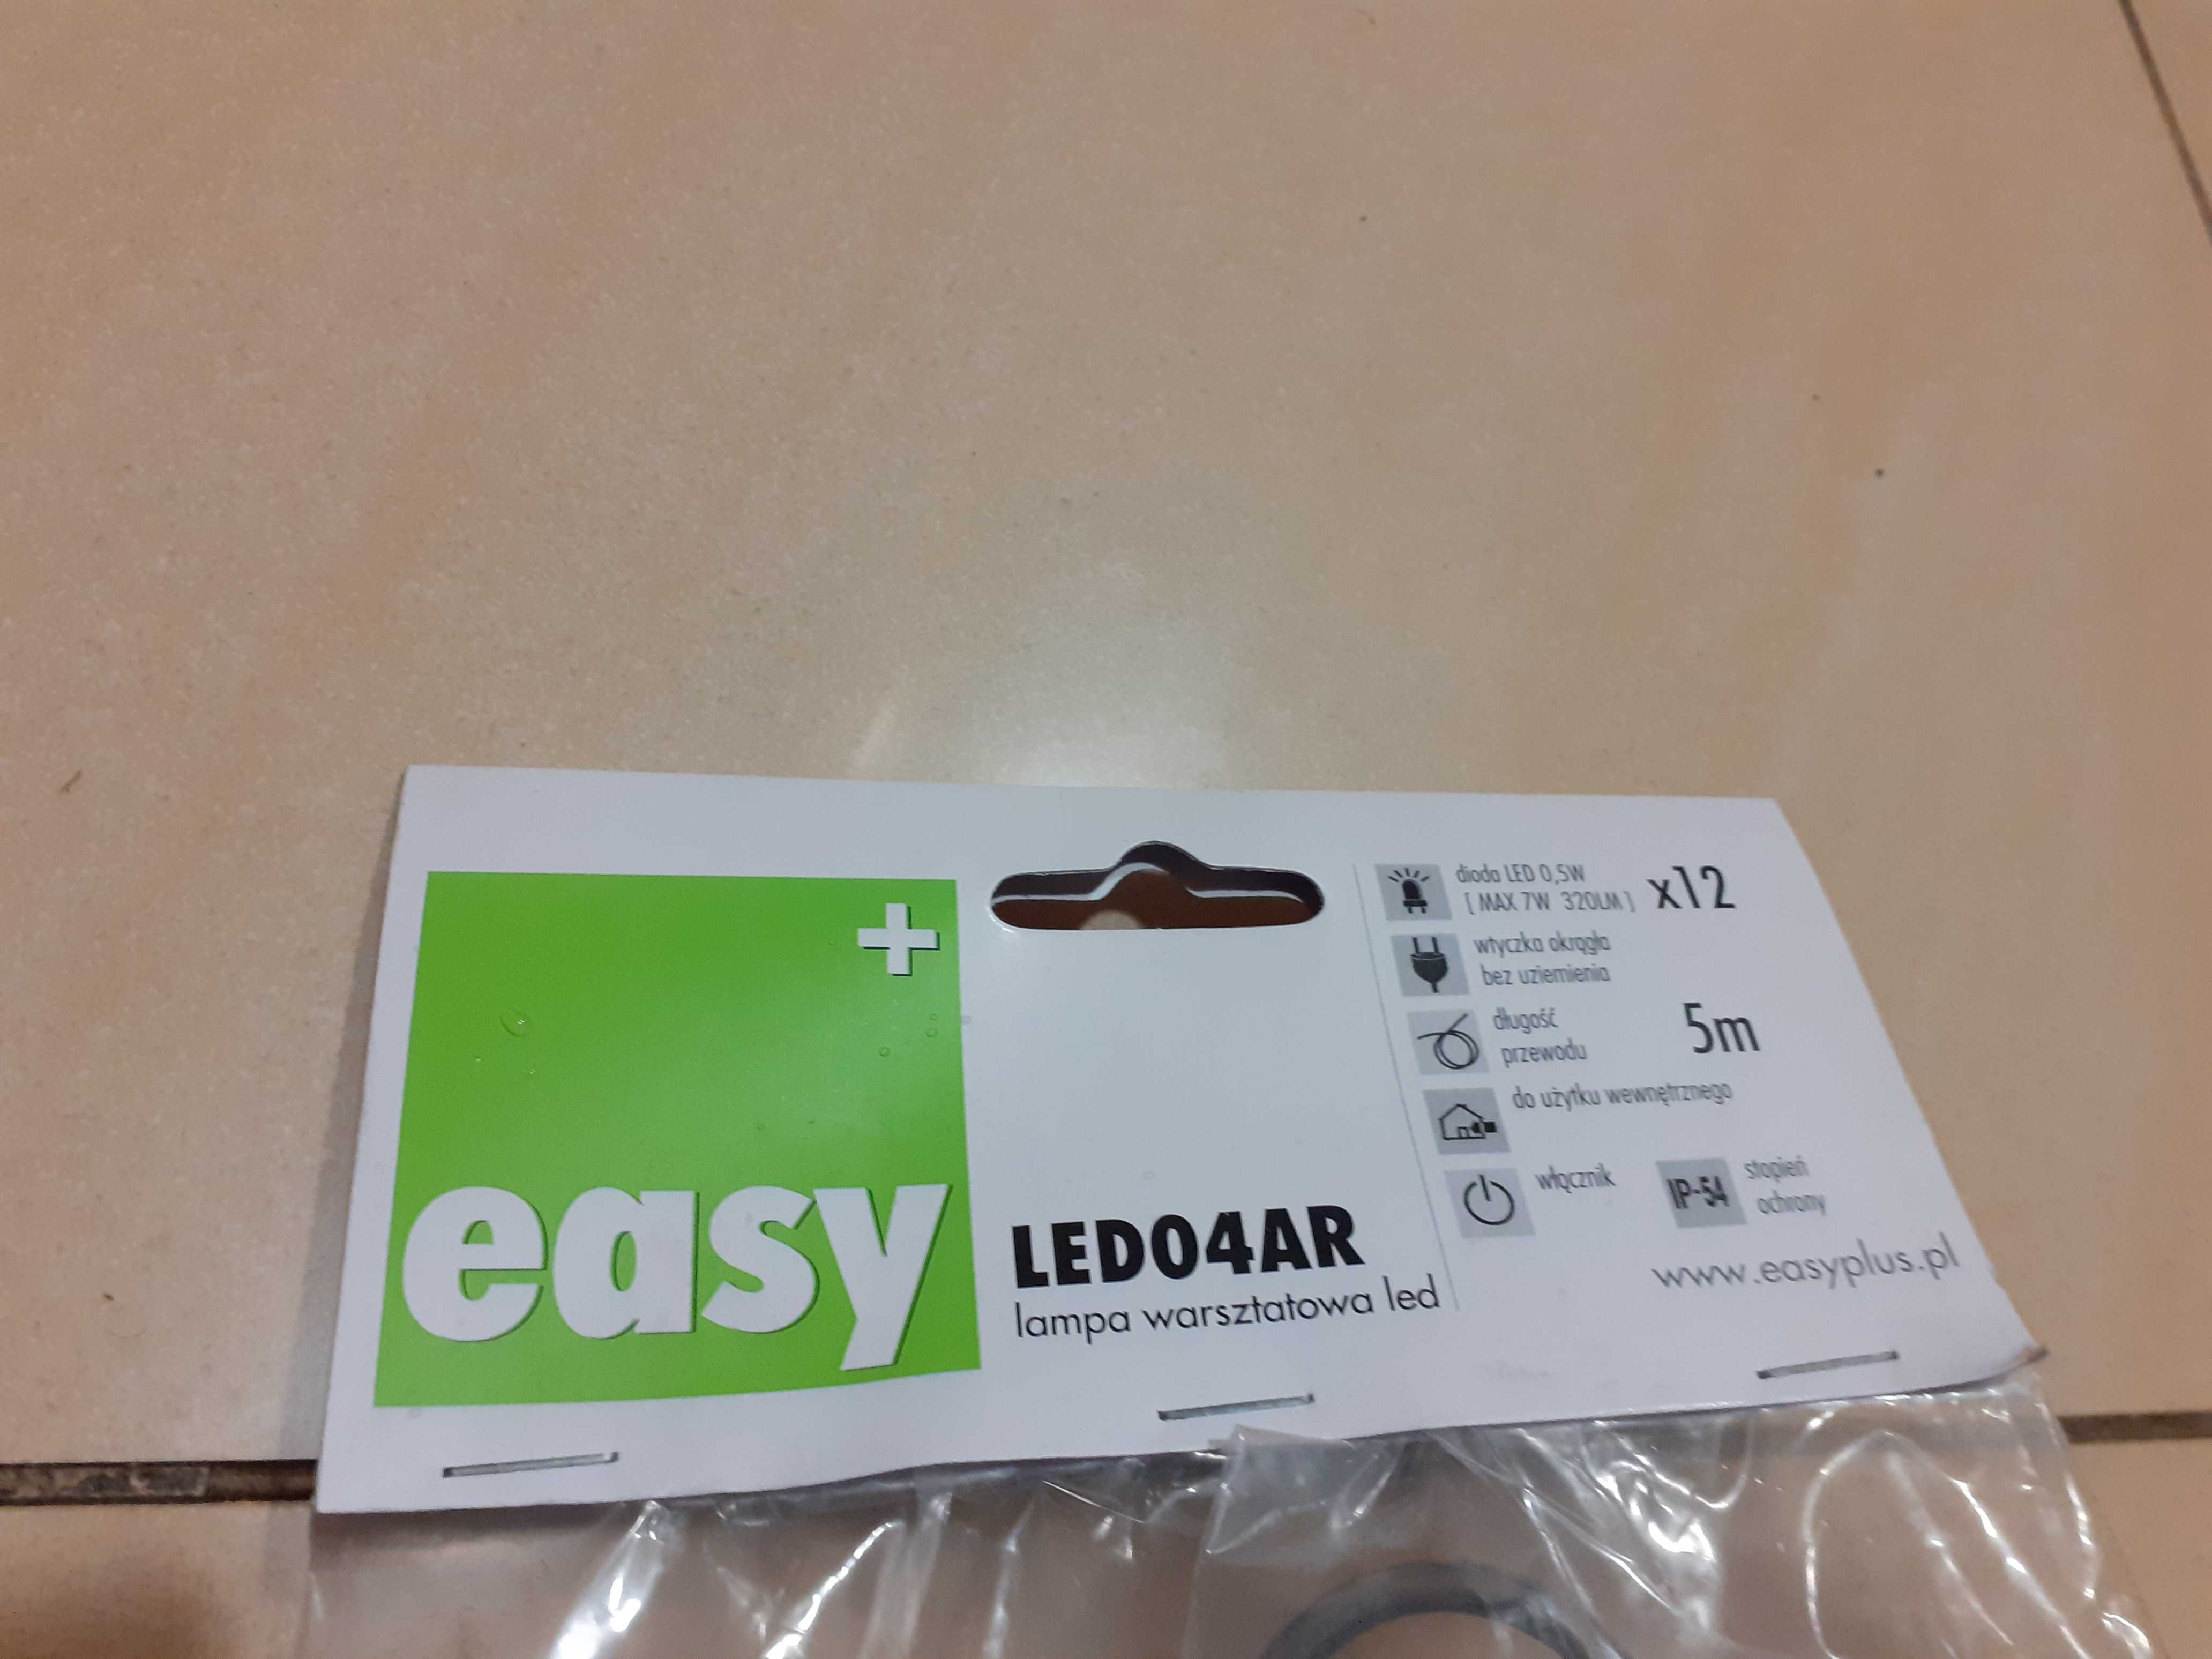 +
easy
LED04AR
lampa warsztatowa led
dioda LED 0,5W
[ MAX 7W 320LM ] x12
wtyczka okrągła
bez uziemienia
długość
przewodu 5m
do użytku wewnętrznego
włącznik
IP-54
stopień
ochrony
www.easyplus.pl